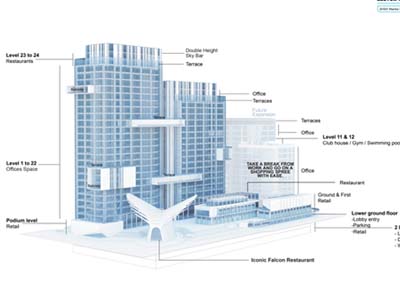 Level 23 to 24
Restaurants
Double Height
Sky Bar
Terrace
Office
Terraces
Future
Expansion
Terraces
Office
Level 11 & 12
Club house / Gym / Swimming pool
Level 1 to 22
Offices Space
TAKE A BREAK FROM
WORK AND GO ON A
SHOPPING SPREE
WITH EASE.
Office
Restaurant
Ground & First
Retail
Podium level
Retail
Lower ground floor
-Lobby entry
-Parking
-Retail
Iconic Falcon Restaurant